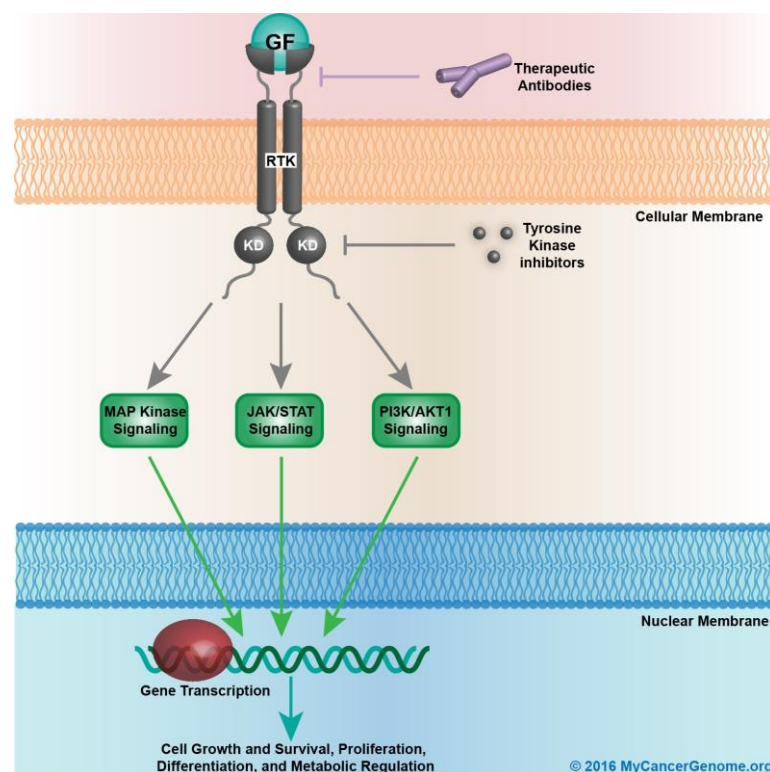 GF
Therapeutic
Antibodies
RTK
Cellular Membrane
KD
KD
Tyrosine
Kinase
inhibitors
MAP Kinase
Signaling
JAK/STAT
Signaling
PI3K/AKT1
Signaling
Nuclear Membrane
Gene Transcription
Cell Growth and Survival, Proliferation,
Differentiation, and Metabolic Regulation
© 2016 MyCancerGenome.org